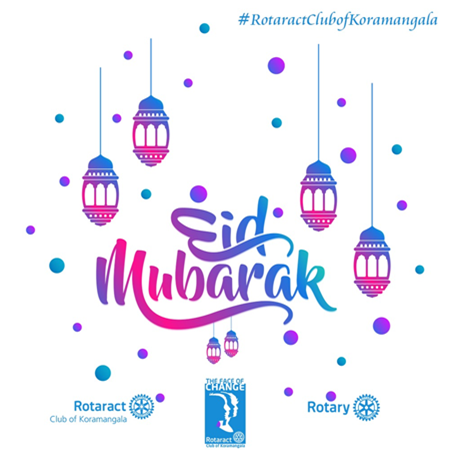 #RotaractClubofKoramangala
Eid
Mubarak
Rotaract
Club of Koramangala
THE FACE OF
CHANGE
Rotaract
Club of Koramangala
Rotary